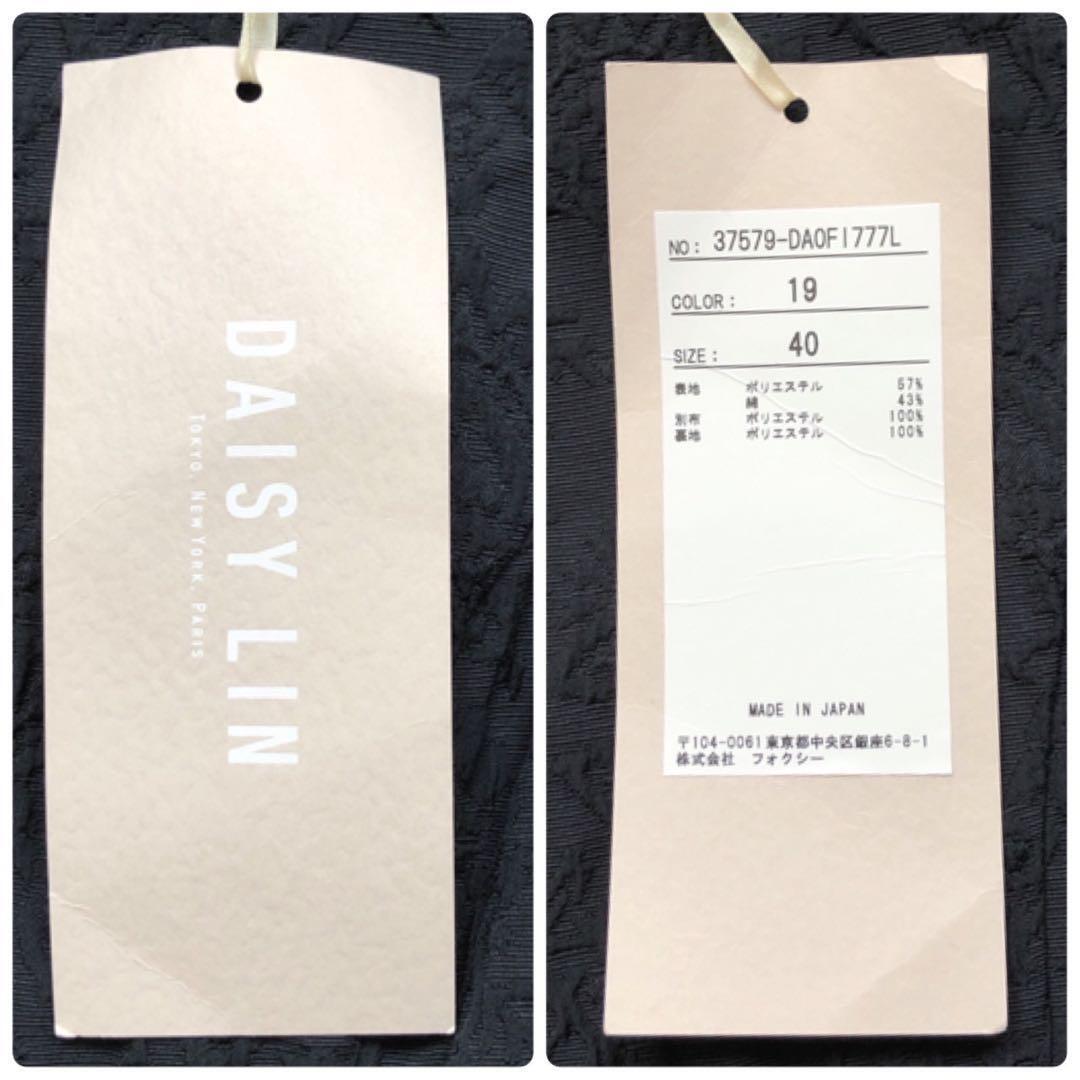 DAISY LIN
TOKYO, NEW YORK, PARIS
NO: 37579-DAOFI777L
COLOR: 19
SIZE: 40
表地 ポリエステル 57%
綿 43%
別布 ポリエステル 100%
裏地 ポリエステル 100%
MADE IN JAPAN
〒104-0061東京都中央区銀座6-8-1
株式会社 フォクシー